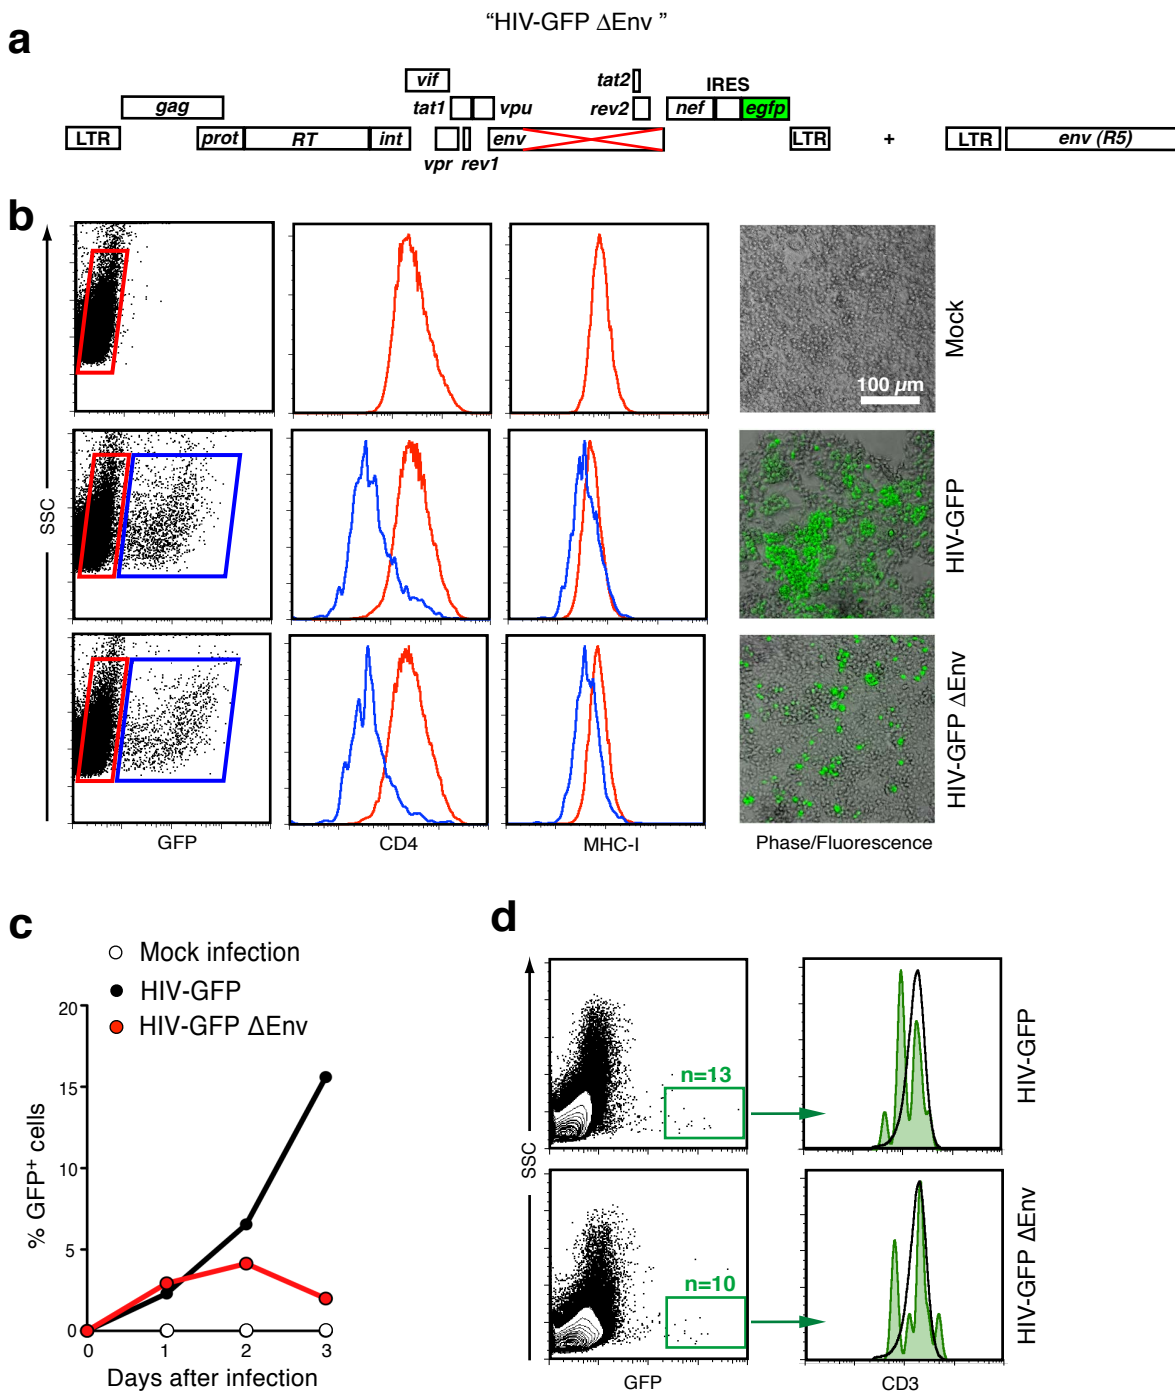 a
"HIV-GFP ΔEnv "
vif
tat2
IRES
gag
tat1
vpu
rev2
nef
egfp
LTR
prot
RT
int
env
LTR
+
LTR
env (R5)
vpr
rev1
b
SSC
100 µm
Mock
HIV-GFP
HIV-GFP ΔEnv
GFP
CD4
MHC-I
Phase/Fluorescence
c
Mock infection
HIV-GFP
HIV-GFP ΔEnv
% GFP+ cells
20
15
10
5
0
0
1
2
3
Days after infection
d
SSC
n=13
HIV-GFP
n=10
HIV-GFP ΔEnv
GFP
CD3